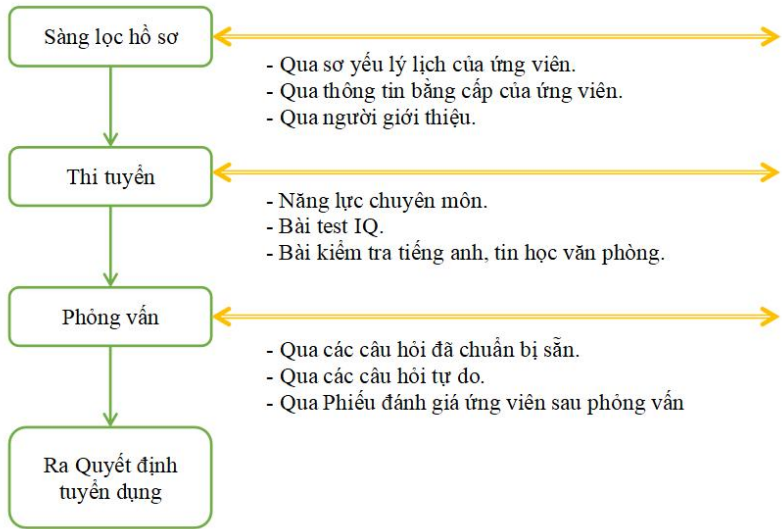 Sàng lọc hồ sơ
- Qua sơ yếu lý lịch của ứng viên.
- Qua thông tin bằng cấp của ứng viên.
- Qua người giới thiệu.
Thi tuyển
- Năng lực chuyên môn.
- Bài test IQ.
- Bài kiểm tra tiếng anh, tin học văn phòng.
Phỏng vấn
- Qua các câu hỏi đã chuẩn bị sẵn.
- Qua các câu hỏi tự do.
- Qua Phiếu đánh giá ứng viên sau phỏng vấn
Ra Quyết định
tuyển dụng